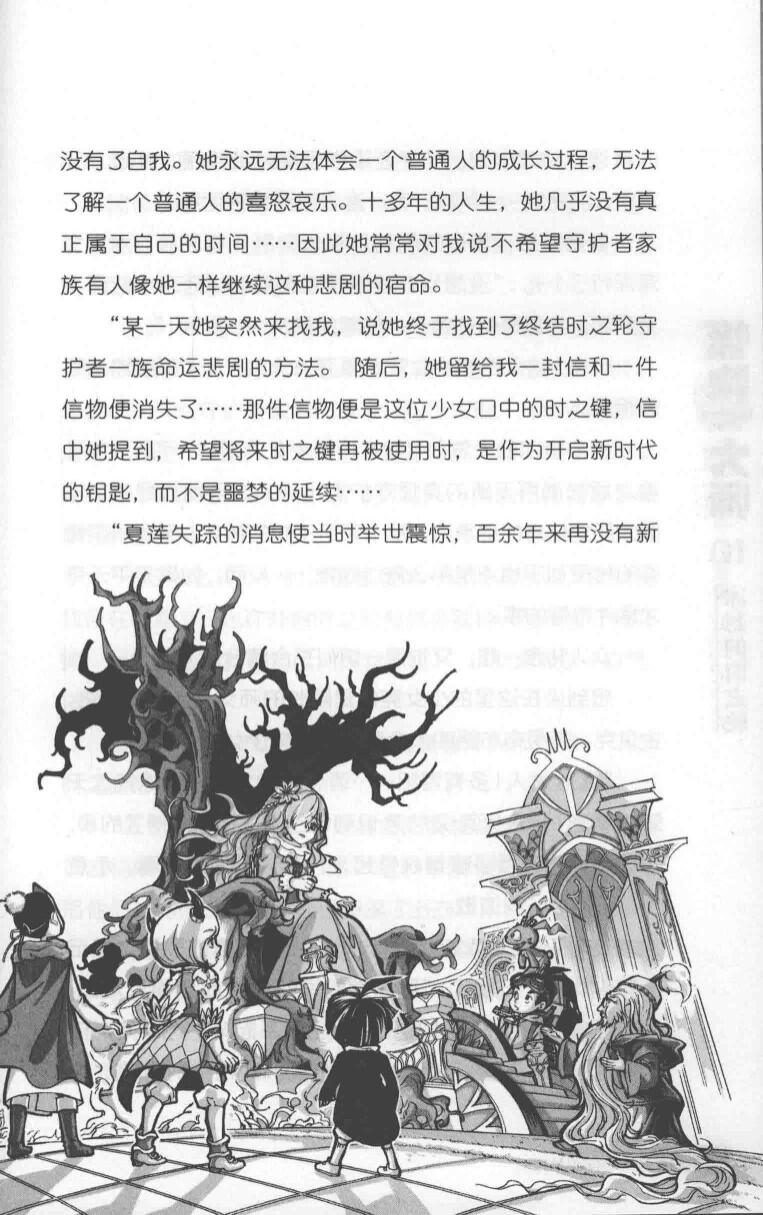 没有了自我。她永远无法体会一个普通人的成长过程，无法
了解一个普通人的喜怒哀乐。十多年的人生，她几乎没有真
正属于自己的时间……因此她常常对我说不希望守护者家
族有人像她一样继续这种悲剧的宿命。
“某一天她突然来找我，说她终于找到了终结时之轮守
护者一族命运悲剧的方法。随后，她留给我一封信和一件
信物便消失了……那件信物便是这位少女口中的时之键，信
中她提到，希望将来时之键再被使用时，是作为开启新时代
的钥匙，而不是噩梦的延续……
“夏莲失踪的消息使当时举世震惊，百余年来再没有新